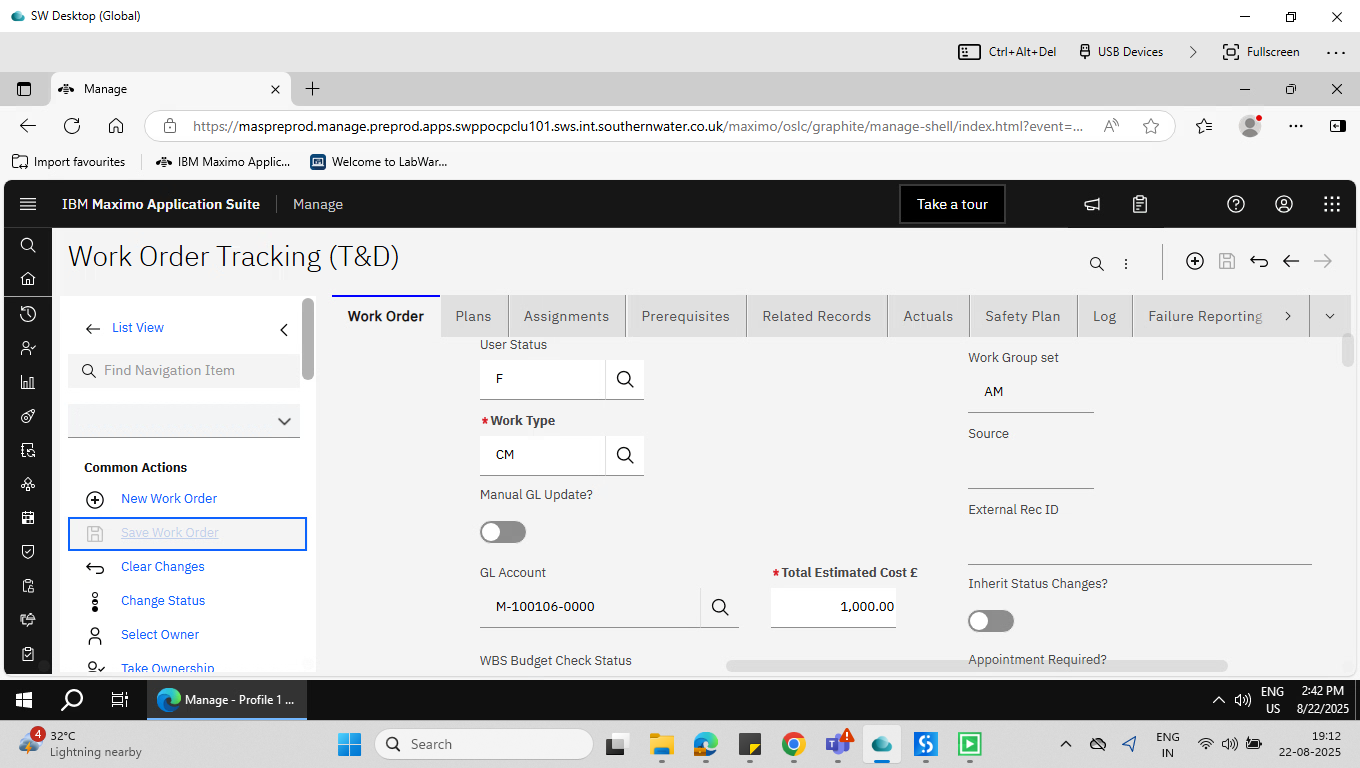 SW Desktop (Global)
Ctrl+Alt+Del
USB Devices
Fullscreen
Manage
https://maspreprod.manage.preprod.apps.swppocpclu101.sws.int.southernwater.co.uk/maximo/oslc/graphite/manage-shell/index.html?event=...
Import favourites
IBM Maximo Applic...
Welcome to LabWar...
IBM Maximo Application Suite
Manage
Take a tour
Work Order Tracking (T&D)
List View
Find Navigation Item
Common Actions
New Work Order
Save Work Order
Clear Changes
Change Status
Select Owner
Take Ownership
Work Order
Plans
Assignments
Prerequisites
Related Records
Actuals
Safety Plan
Log
Failure Reporting
User Status
F
*Work Type
CM
Manual GL Update?
GL Account
M-100106-0000
*Total Estimated Cost £
1,000.00
WBS Budget Check Status
Work Group set
AM
Source
External Rec ID
Inherit Status Changes?
Appointment Required?
Manage - Profile 1 ...
ENG
US
2:42 PM
8/22/2025
4
32°C
Lightning nearby
Search
ENG
IN
19:12
22-08-2025